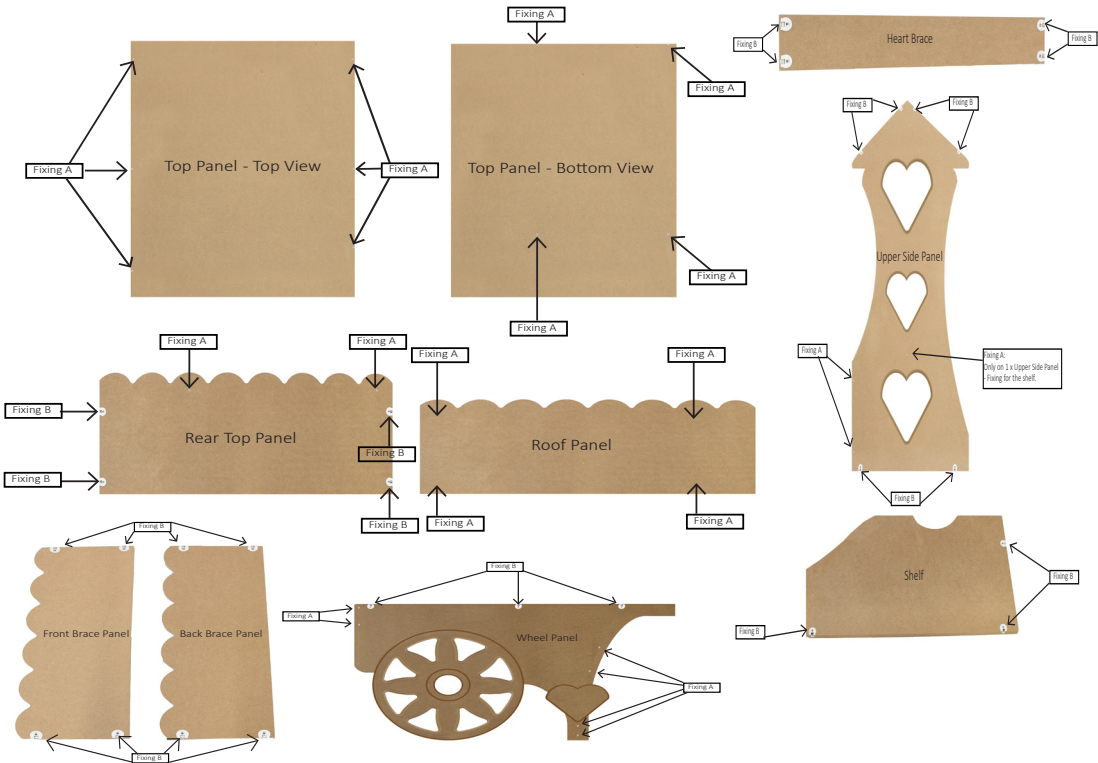 Fixing A
Heart Brace
Fixing B
Fixing B
Fixing A
Fixing B
Fixing B
Top Panel - Top View
Fixing A
Fixing A
Top Panel - Bottom View
Upper Side Panel
Fixing A
Fixing A
Fixing A
Fixing A
Fixing A
Fixing A
Fixing A
Fixing A
Fixing A:
Only on 1 x Upper Side Panel
- Fixing for the shelf.
Fixing B
Rear Top Panel
Roof Panel
Fixing B
Fixing B
Fixing B
Fixing B
Fixing A
Fixing A
Fixing B
Fixing B
Front Brace Panel
Back Brace Panel
Fixing B
Fixing B
Fixing A
Wheel Panel
Fixing A
Shelf
Fixing B
Fixing B